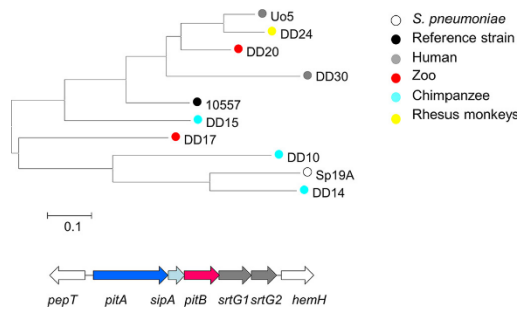 Uo5
DD24
DD20
DD30
10557
DD15
DD17
DD10
Sp19A
DD14
0.1
S. pneumoniae
Reference strain
Human
Zoo
Chimpanzee
Rhesus monkeys
pepT pitA sipA pitB srtG1 srtG2 hemH